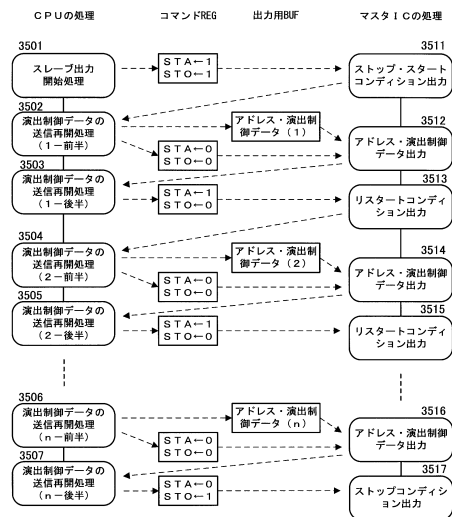 CPUの処理
コマンドREG
出力用BUF
マスタICの処理
3501
スレーブ出力
開始処理
STA←1
STO←1
3511
ストップ・スタート
コンディション出力
3502
演出制御データの
送信再開処理
(1－前半)
アドレス・演出制
御データ(1)
STA←0
STO←0
3512
アドレス・演出制御
データ出力
3503
演出制御データの
送信再開処理
(1－後半)
STA←1
STO←0
3513
リスタートコンディ
ション出力
3504
演出制御データの
送信再開処理
(2－前半)
アドレス・演出制
御データ(2)
STA←0
STO←0
3514
アドレス・演出制御
データ出力
3505
演出制御データの
送信再開処理
(2－後半)
STA←1
STO←0
3515
リスタートコンディ
ション出力
3506
演出制御データの
送信再開処理
(n－前半)
アドレス・演出制
御データ(n)
STA←0
STO←0
3516
アドレス・演出制御
データ出力
3507
演出制御データの
送信再開処理
(n－後半)
STA←0
STO←1
3517
ストップコンディシ
ョン出力